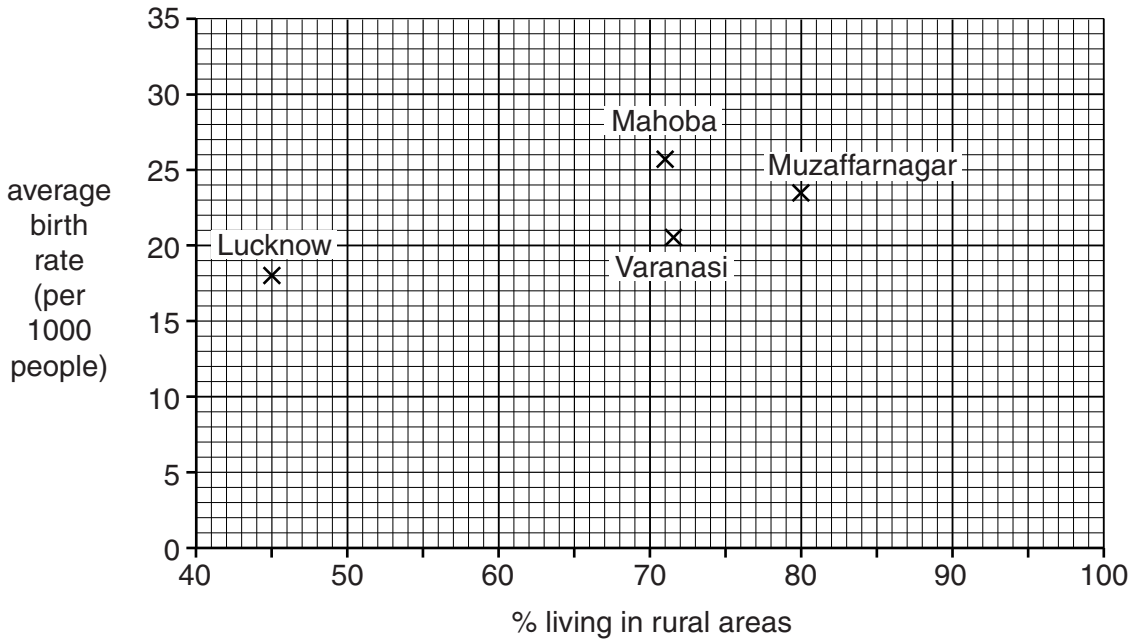 35
30
25
20
15
10
5
0
average
birth
rate
(per
1000
people)
Mahoba
Muzaffarnagar
Lucknow
Varanasi
40 50 60 70 80 90 100
% living in rural areas